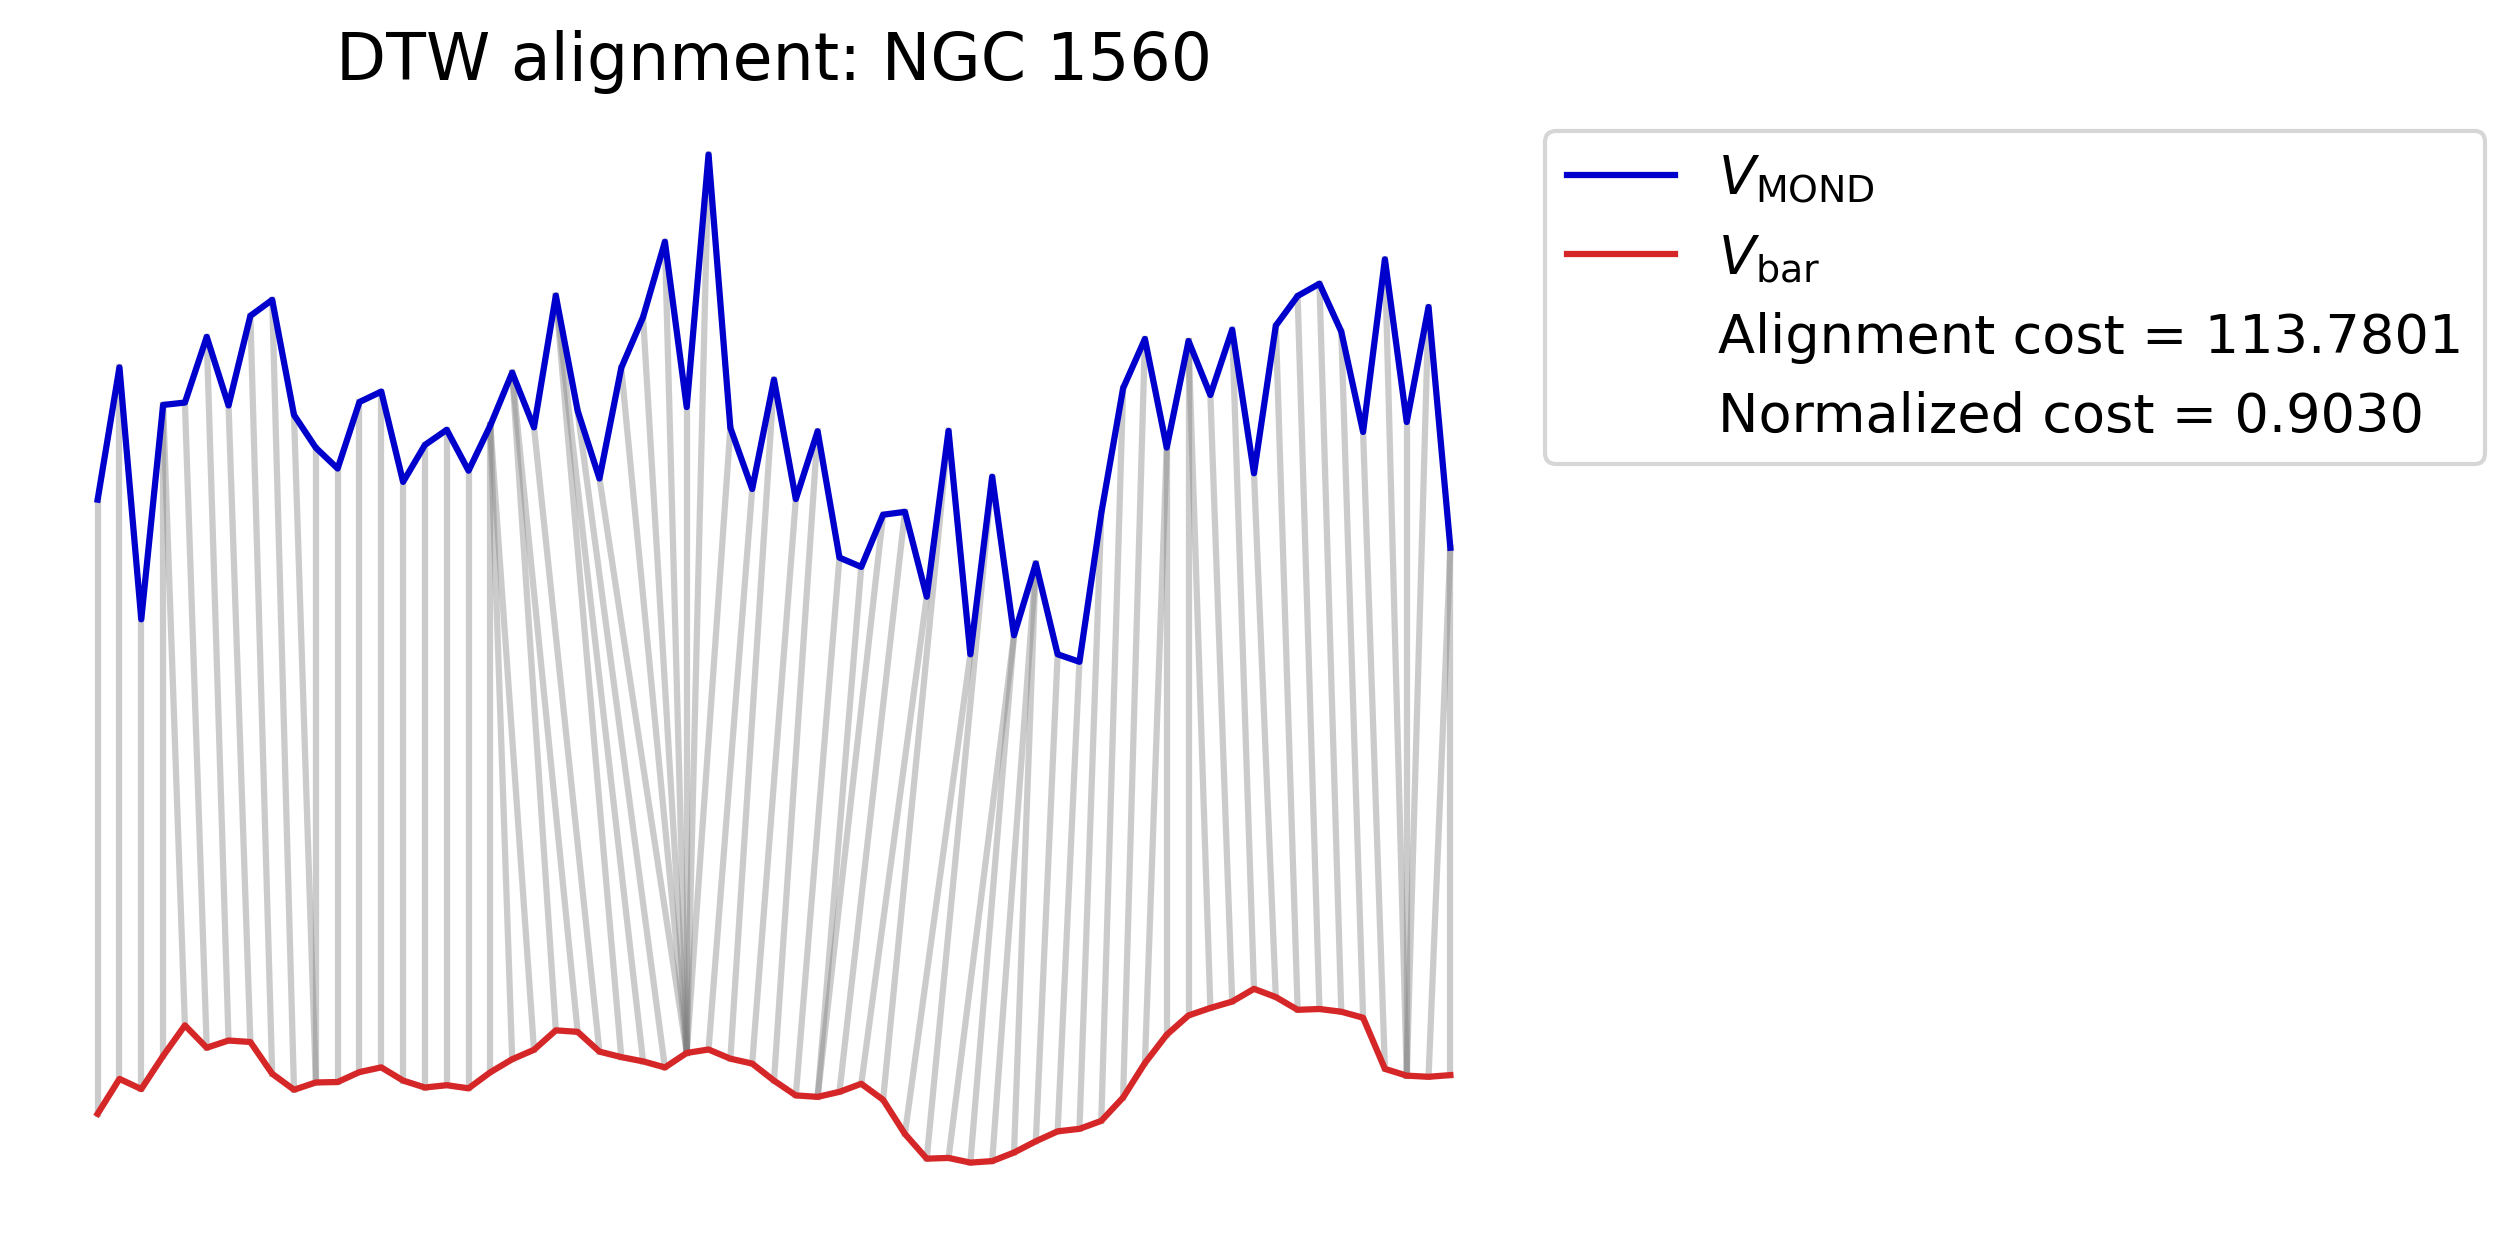 DTW alignment: NGC 1560
V_MOND
V_bar
Alignment cost = 113.7801
Normalized cost = 0.9030